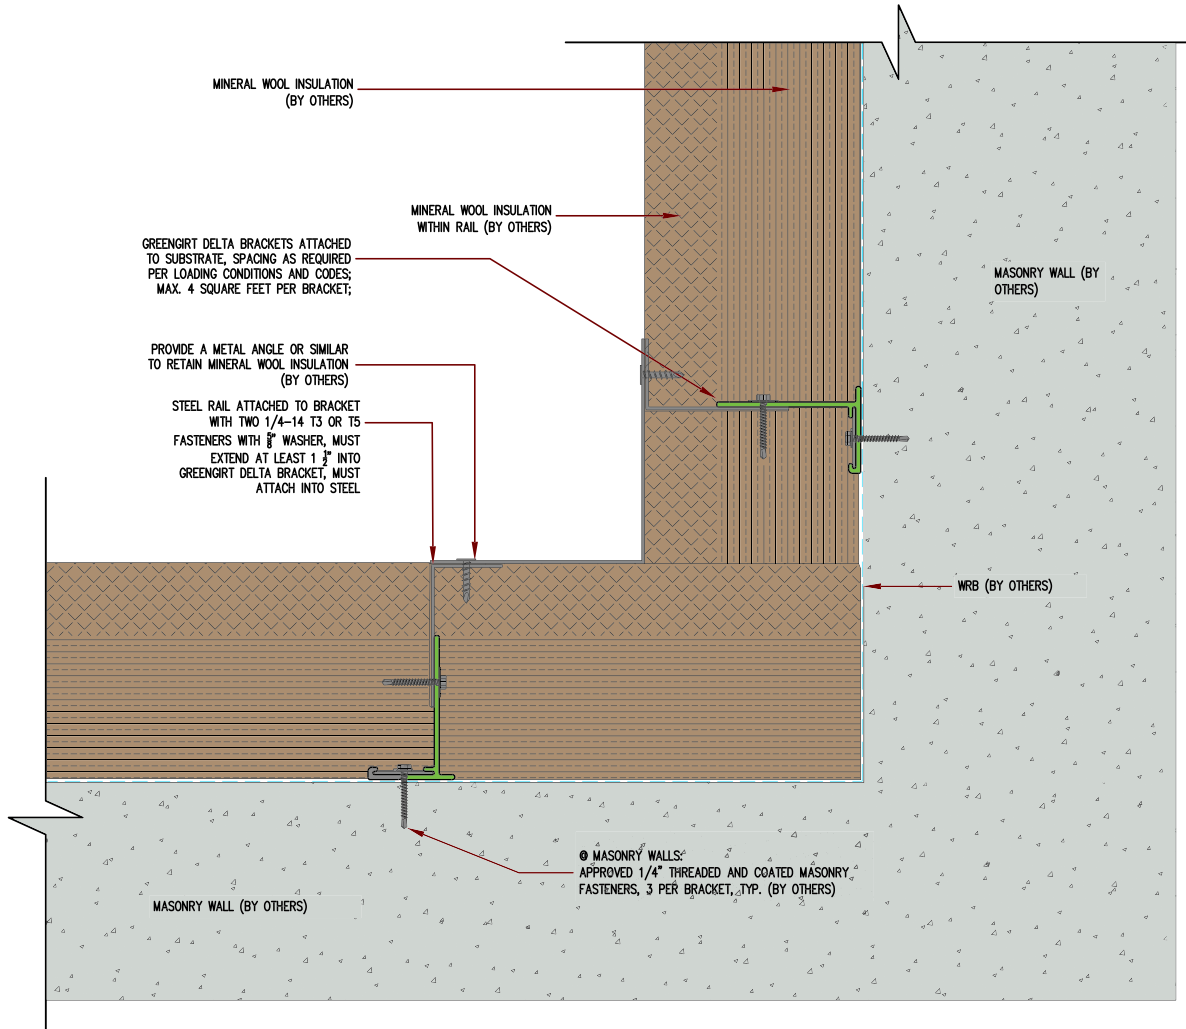 MINERAL WOOL INSULATION
(BY OTHERS)
MINERAL WOOL INSULATION
WITHIN RAIL (BY OTHERS)
GREENGIRT DELTA BRACKETS ATTACHED
TO SUBSTRATE, SPACING AS REQUIRED
PER LOADING CONDITIONS AND CODES;
MAX. 4 SQUARE FEET PER BRACKET;
MASONRY WALL (BY
OTHERS)
PROVIDE A METAL ANGLE OR SIMILAR
TO RETAIN MINERAL WOOL INSULATION
(BY OTHERS)
STEEL RAIL ATTACHED TO BRACKET
WITH TWO 1/4-14 T3 OR T5
FASTENERS WITH 5/8" WASHER, MUST
EXTEND AT LEAST 1 1/2" INTO
GREENGIRT DELTA BRACKET, MUST
ATTACH INTO STEEL
WRB (BY OTHERS)
@ MASONRY WALLS:
APPROVED 1/4" THREADED AND COATED MASONRY
FASTENERS, 3 PER BRACKET, TYP. (BY OTHERS)
MASONRY WALL (BY OTHERS)